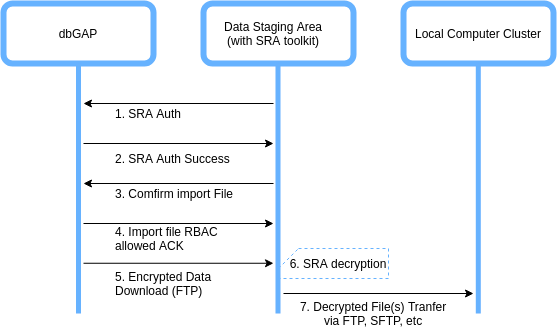 dbGAP
Data Staging Area
(with SRA toolkit)
Local Computer Cluster
1. SRA Auth
2. SRA Auth Success
3. Comfirm import File
4. Import file RBAC
allowed ACK
5. Encrypted Data
Download (FTP)
6. SRA decryption
7. Decrypted File(s) Tranfer
via FTP, SFTP, etc